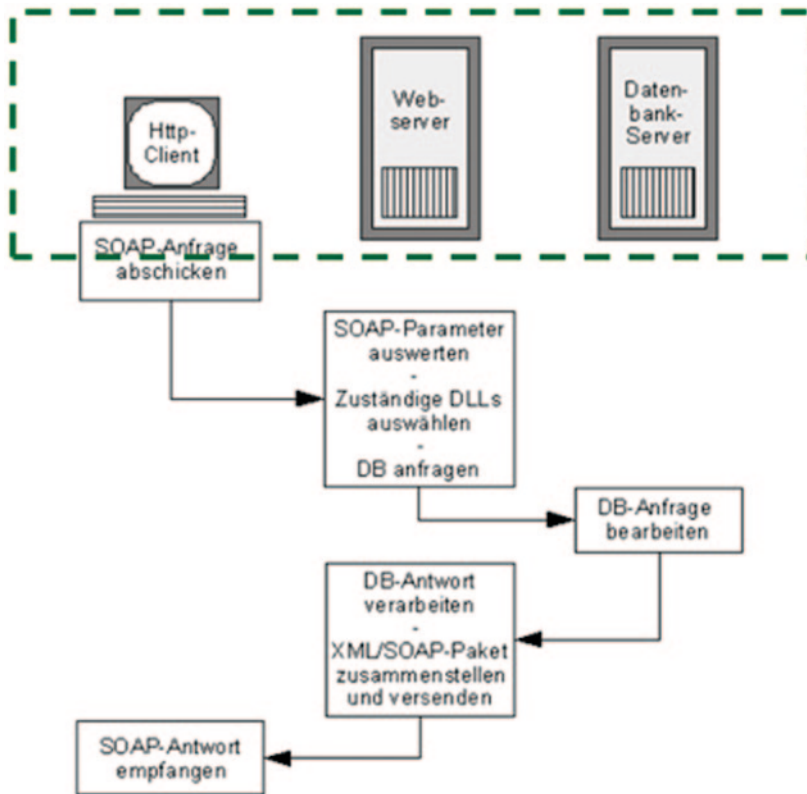 Http-
Client
Web-
server
Daten-
bank-
Server
SOAP-Anfrage
abschicken
SOAP-Parameter
auswerten
-
Zuständige DLLs
auswählen
-
DB anfragen
DB-Anfrage
bearbeiten
DB-Antwort
verarbeiten
-
XML/SOAP-Paket
zusammenstellen
und versenden
SOAP-Antwort
empfangen